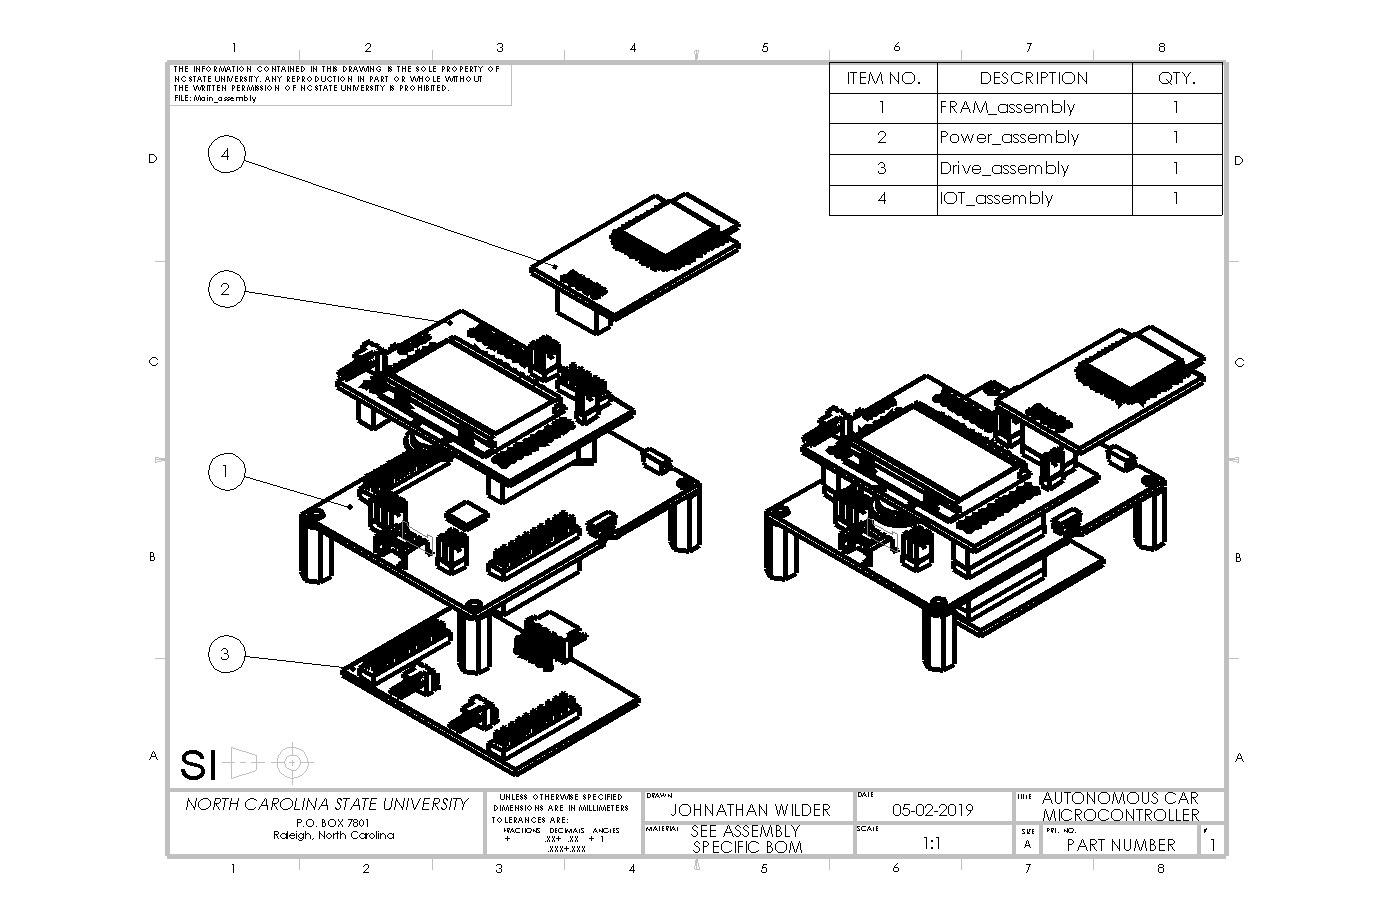 1 2 3 4 5 6 7 8
THE INFORMATION CONTAINED IN THIS DRAWING IS THE SOLE PROPERTY OF
NC STATE UNIVERSITY. ANY REPRODUCTION IN PART OR WHOLE WITHOUT
THE WRITTEN PERMISSION OF NC STATE UNIVERSITY IS PROHIBITED.
FILE: Main_assembly
ITEM NO. DESCRIPTION QTY.
1 FRAM_assembly 1
2 Power_assembly 1
3 Drive_assembly 1
4 IOT_assembly 1
D D
4
2
C C
1
B B
3
A A
SI
NORTH CAROLINA STATE UNIVERSITY
P.O. BOX 7801
Raleigh, North Carolina
UNLESS OTHERWISE SPECIFIED
DIMENSIONS ARE IN MILLIMETERS
TOLERANCES ARE:
FRACTIONS DECIMALS ANGLES
+ .XX+ .XX + 1
.XXX+.XXX
DRAWN
JOHNATHAN WILDER
MATERIAL
SEE ASSEMBLY
SPECIFIC BOM
DATE
05-02-2019
SCALE
1:1
TITLE
AUTONOMOUS CAR
MICROCONTROLLER
SIZE
A
PRT. NO.
PART NUMBER
#
1
1 2 3 4 5 6 7 8